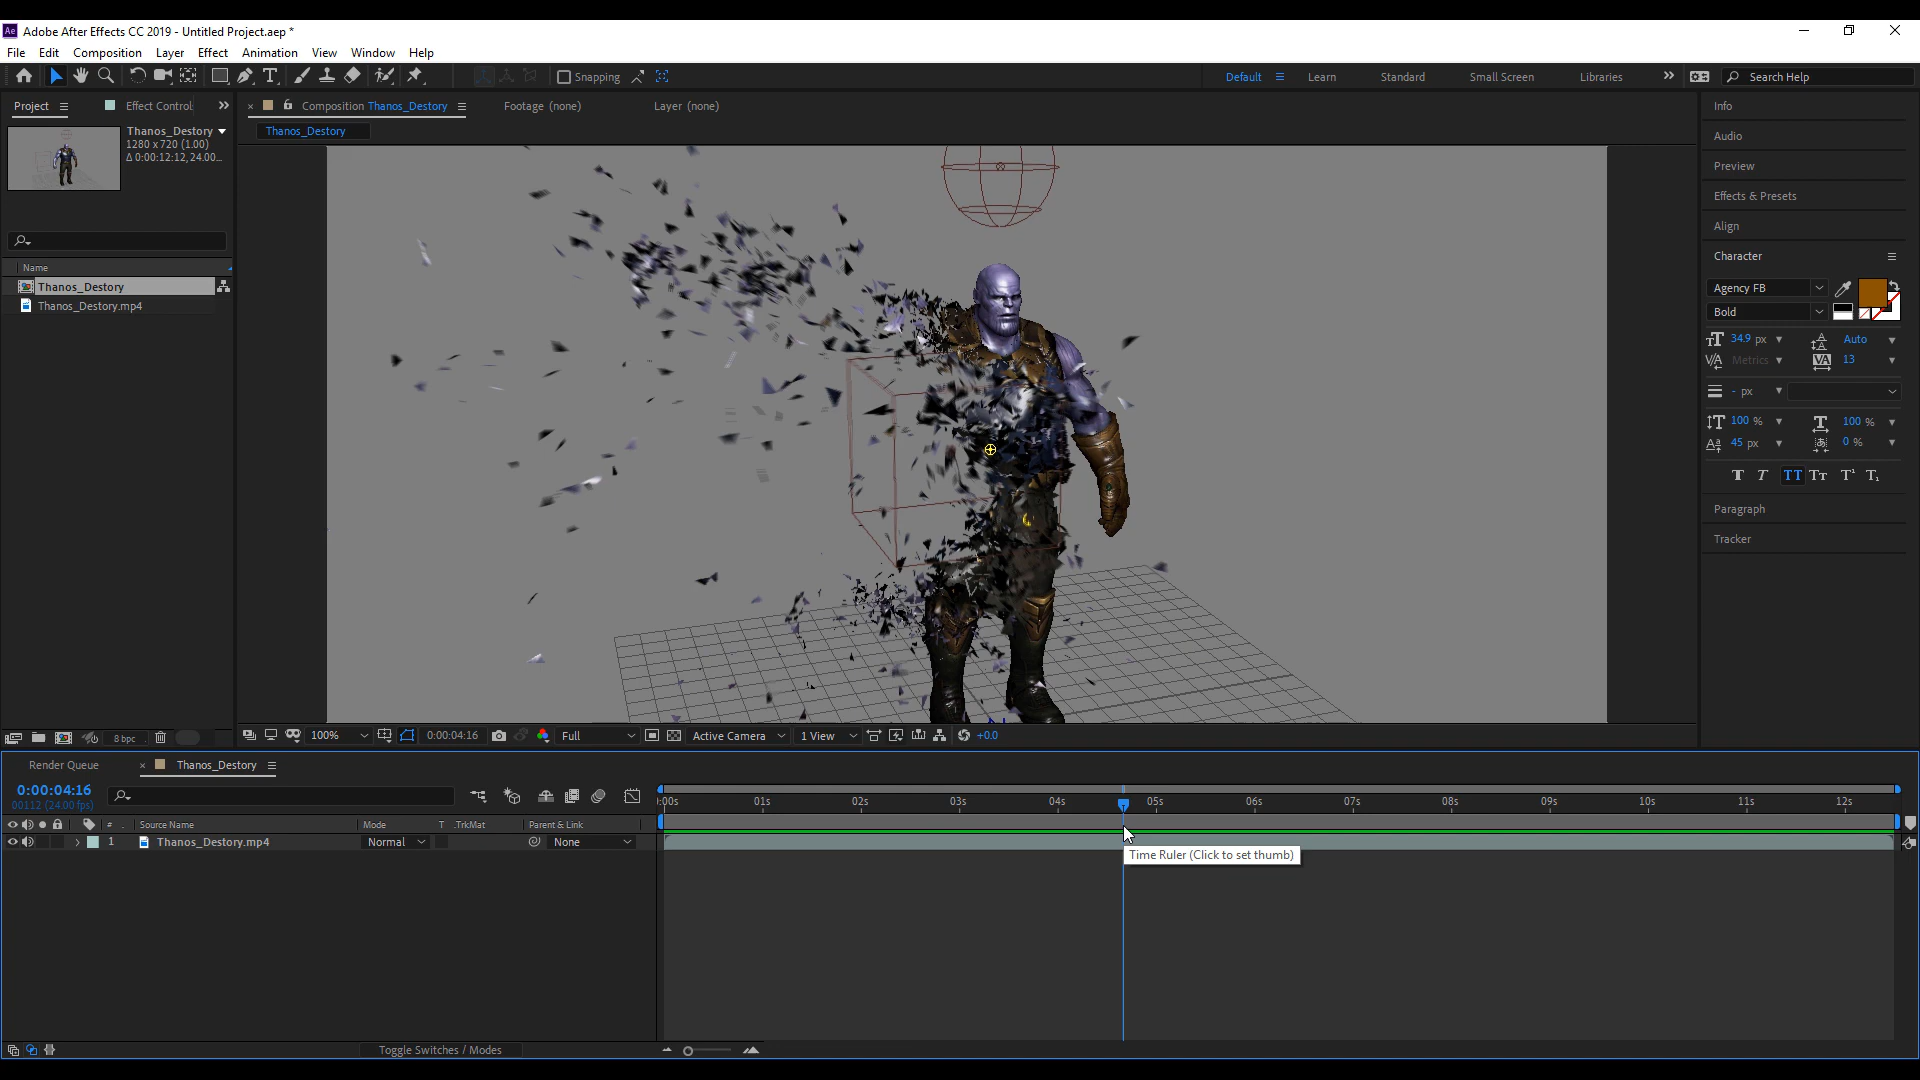 Adobe After Effects CC 2019 - Untitled Project.aep *
File Edit Composition Layer Effect Animation View Window Help
Snapping
Default Learn Standard Small Screen Libraries Search Help
Project Effect Control
Composition Thanos_Destory Footage (none) Layer (none)
Thanos_Destory
Thanos_Destory
1280 x 720 (1.00)
Δ 0:00:12:12, 24.00...
Name
Thanos_Destory
Thanos_Destory.mp4
8 bpc
Info
Audio
Preview
Effects & Presets
Align
Character
Agency FB
Bold
34.9 px Auto
Metrics 13
- px
100 % 100 %
45 px 0 %
Paragraph
Tracker
100% 0:00:04:16 Full Active Camera 1 View +0.0
Render Queue Thanos_Destory
0:00:04:16
00112 (24.00 fps)
:00s 01s 02s 03s 04s 05s 06s 07s 08s 09s 10s 11s 12s
# Source Name Mode T .TrkMat Parent & Link
1 Thanos_Destory.mp4 Normal None
Time Ruler (Click to set thumb)
Toggle Switches / Modes